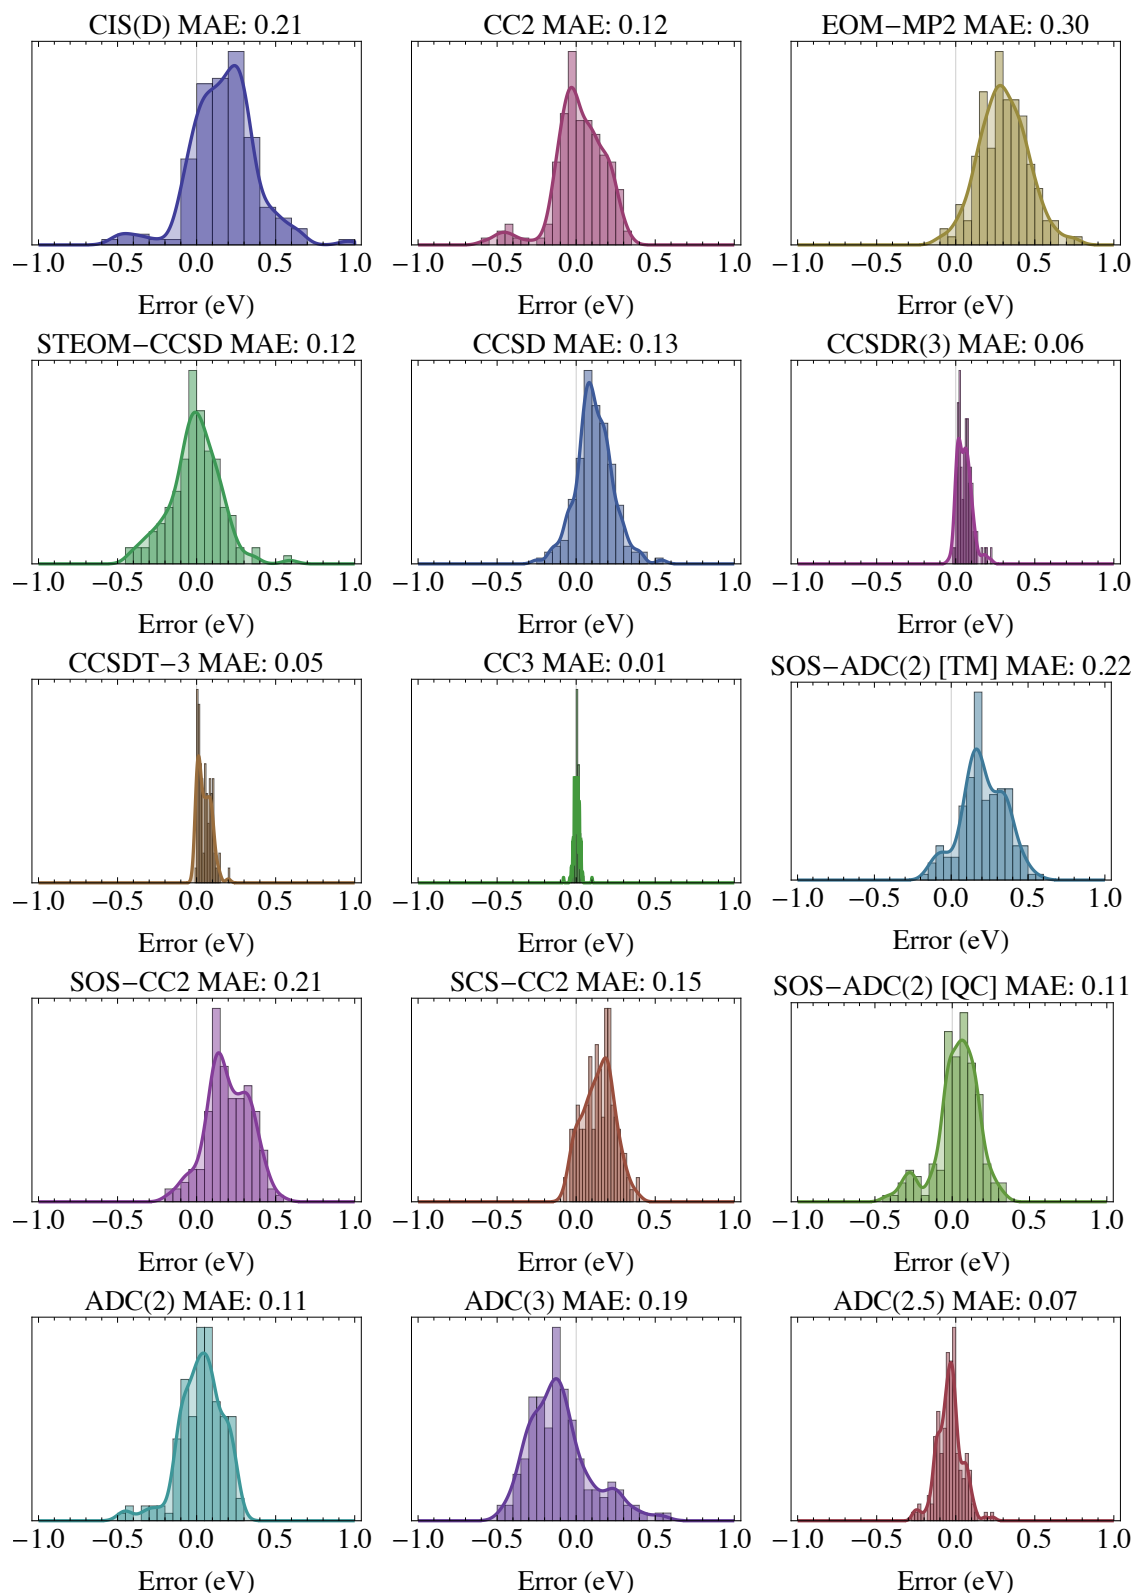 CIS(D) MAE: 0.21
CC2 MAE: 0.12
EOM−MP2 MAE: 0.30
−1.0 −0.5 0.0 0.5 1.0
−1.0 −0.5 0.0 0.5 1.0
−1.0 −0.5 0.0 0.5 1.0
Error (eV)
Error (eV)
Error (eV)
STEOM−CCSD MAE: 0.12
CCSD MAE: 0.13
CCSDR(3) MAE: 0.06
−1.0 −0.5 0.0 0.5 1.0
−1.0 −0.5 0.0 0.5 1.0
−1.0 −0.5 0.0 0.5 1.0
Error (eV)
Error (eV)
Error (eV)
CCSDT−3 MAE: 0.05
CC3 MAE: 0.01
SOS−ADC(2) [TM] MAE: 0.22
−1.0 −0.5 0.0 0.5 1.0
−1.0 −0.5 0.0 0.5 1.0
−1.0 −0.5 0.0 0.5 1.0
Error (eV)
Error (eV)
Error (eV)
SOS−CC2 MAE: 0.21
SCS−CC2 MAE: 0.15
SOS−ADC(2) [QC] MAE: 0.11
−1.0 −0.5 0.0 0.5 1.0
−1.0 −0.5 0.0 0.5 1.0
−1.0 −0.5 0.0 0.5 1.0
Error (eV)
Error (eV)
Error (eV)
ADC(2) MAE: 0.11
ADC(3) MAE: 0.19
ADC(2.5) MAE: 0.07
−1.0 −0.5 0.0 0.5 1.0
−1.0 −0.5 0.0 0.5 1.0
−1.0 −0.5 0.0 0.5 1.0
Error (eV)
Error (eV)
Error (eV)